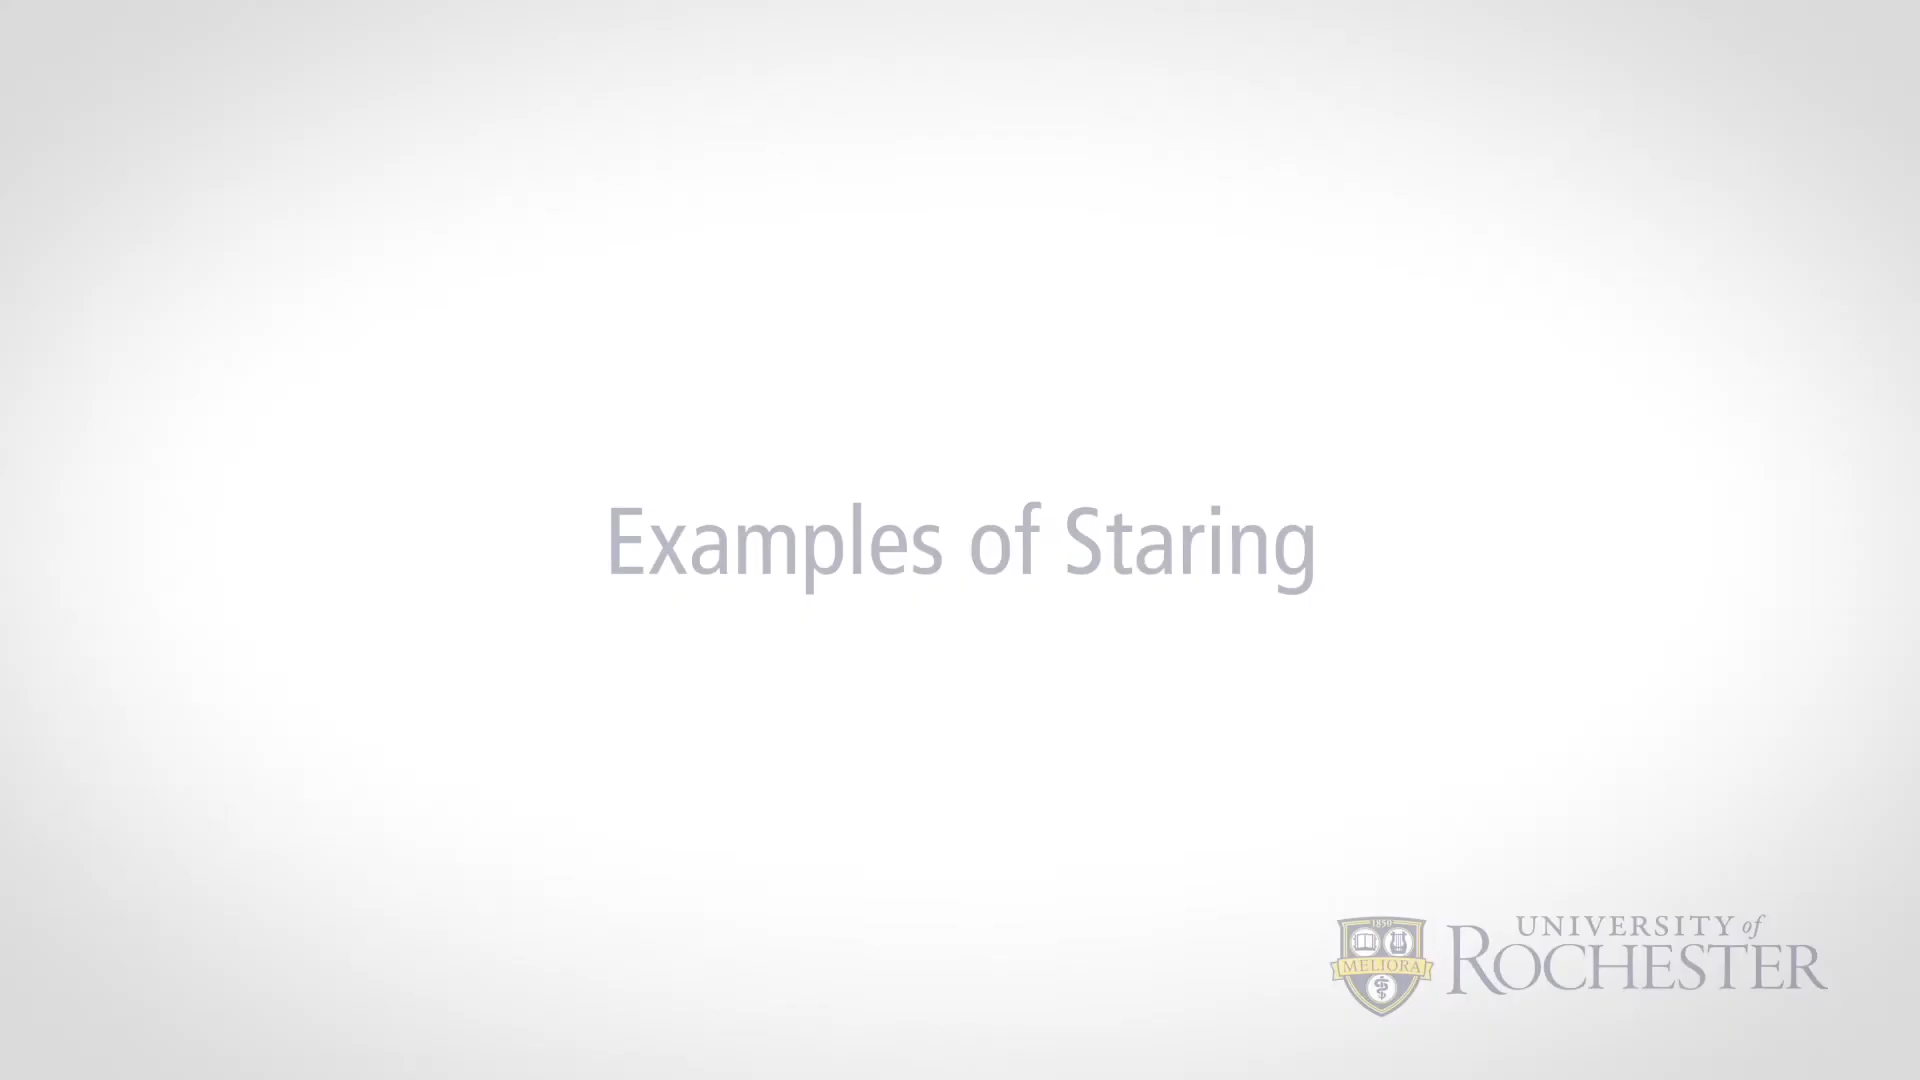 Examples of Staring
1850
MELIORA
UNIVERSITY of
ROCHESTER